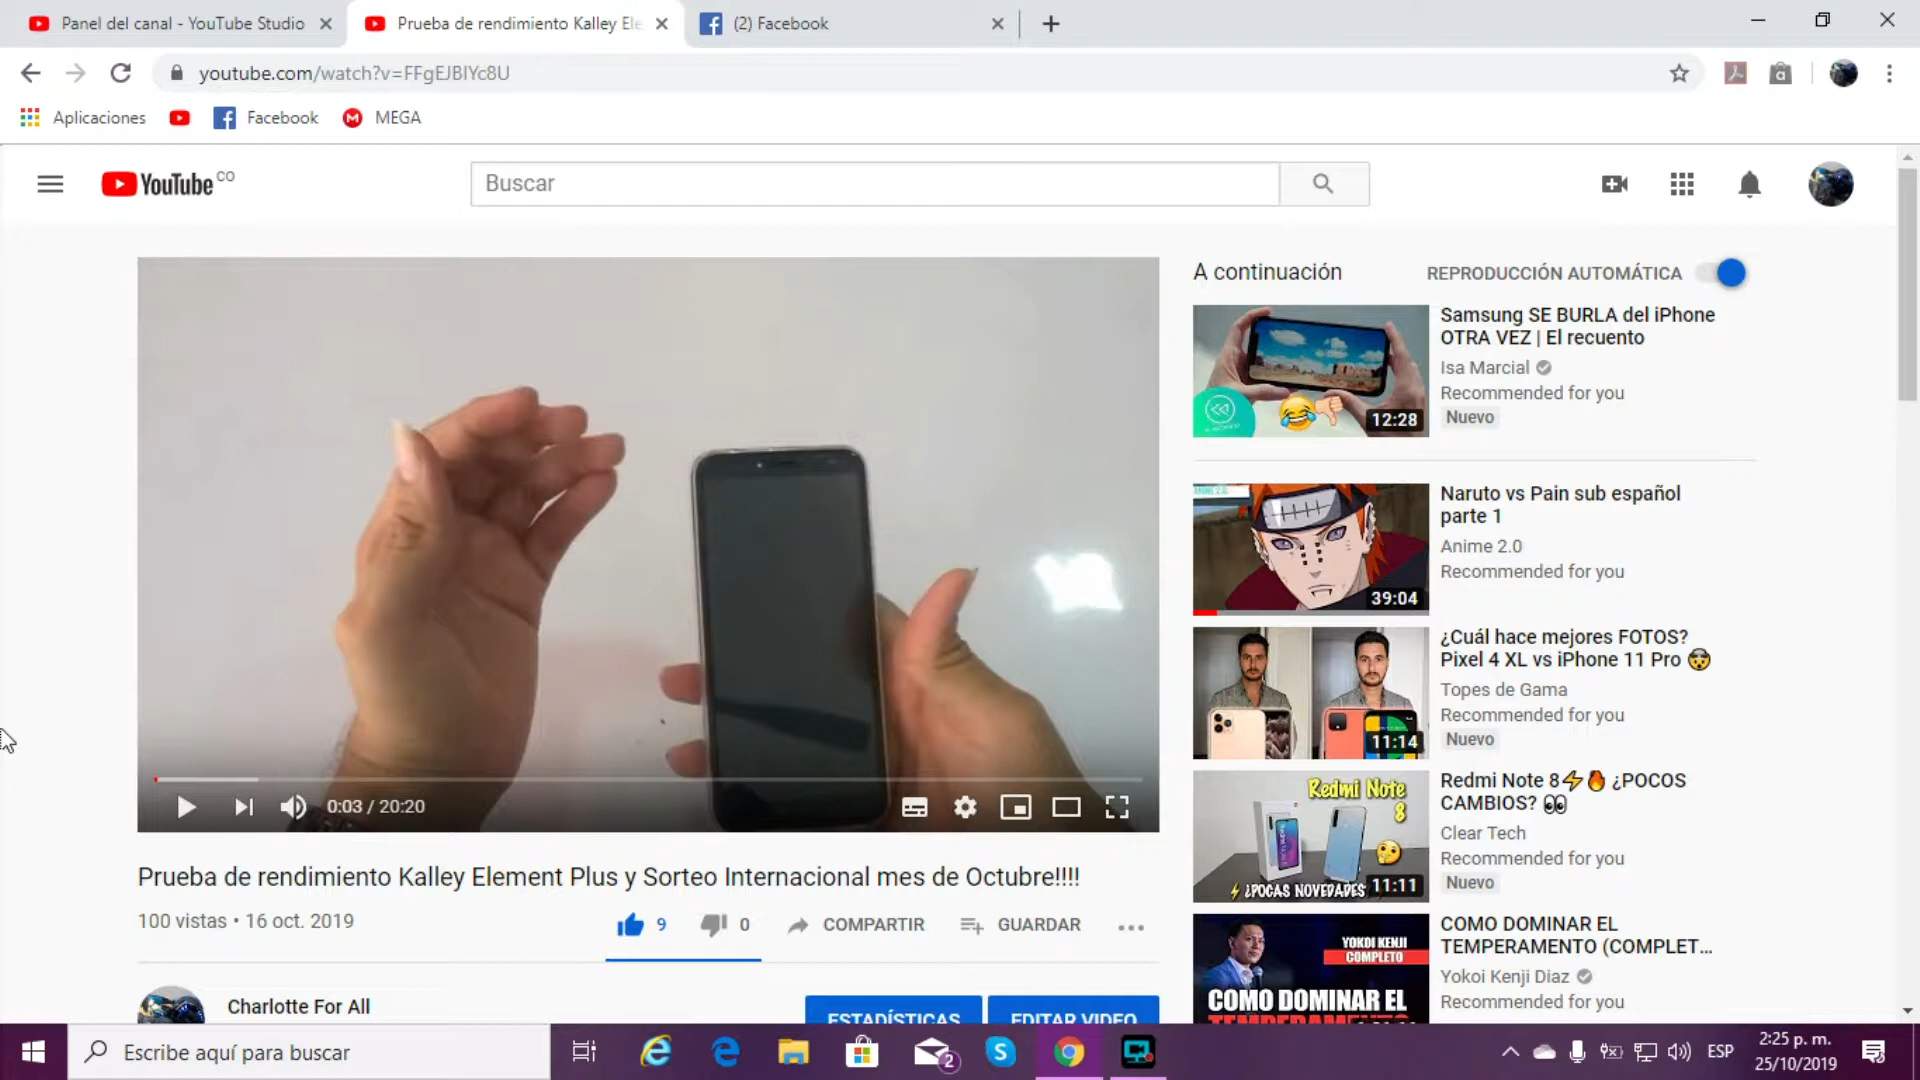 Panel del canal - YouTube Studio
Prueba de rendimiento Kalley Ele
(2) Facebook
youtube.com/watch?v=FFgEJBlYc8U
Aplicaciones
Facebook
MEGA
YouTube CO
Buscar
A continuación
REPRODUCCIÓN AUTOMÁTICA
Samsung SE BURLA del iPhone
OTRA VEZ | El recuento
Isa Marcial
Recommended for you
12:28
Nuevo
Naruto vs Pain sub español
parte 1
Anime 2.0
Recommended for you
39:04
¿Cuál hace mejores FOTOS?
Pixel 4 XL vs iPhone 11 Pro
Topes de Gama
Recommended for you
11:14
Nuevo
Redmi Note 8⚡🔥 ¿POCOS
CAMBIOS? 👀
Clear Tech
Recommended for you
Redmi Note
8
⚡¿POCAS NOVEDADES
11:11
Nuevo
COMO DOMINAR EL
TEMPERAMENTO (COMPLET...
Yokoi Kenji Diaz
Recommended for you
YOKOI KENJI
COMPLETO
COMO DOMINAR EL
TEMPERAMENTO
0:03 / 20:20
Prueba de rendimiento Kalley Element Plus y Sorteo Internacional mes de Octubre!!!!
100 vistas • 16 oct. 2019
9
0
COMPARTIR
GUARDAR
Charlotte For All
ESTADÍSTICAS
EDITAR VIDEO
Escribe aquí para buscar
2
ESP
2:25 p. m.
25/10/2019